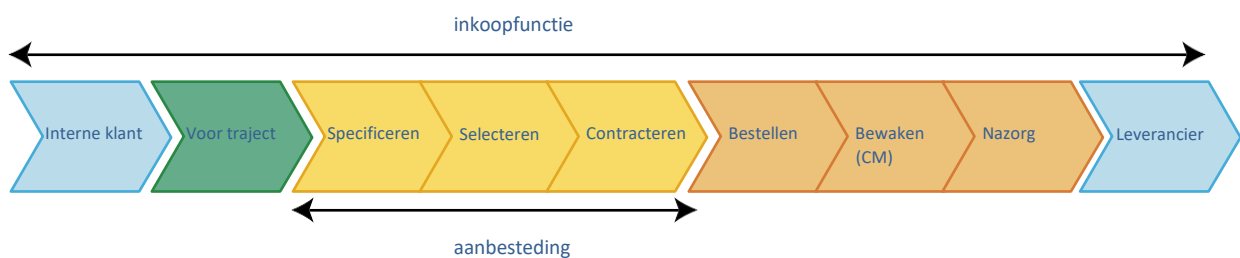 inkoopfunctie
Interne klant
Voor traject
Specificeren
Selecteren
Contracteren
Bestellen
Bewaken
(CM)
Nazorg
Leverancier
aanbesteding